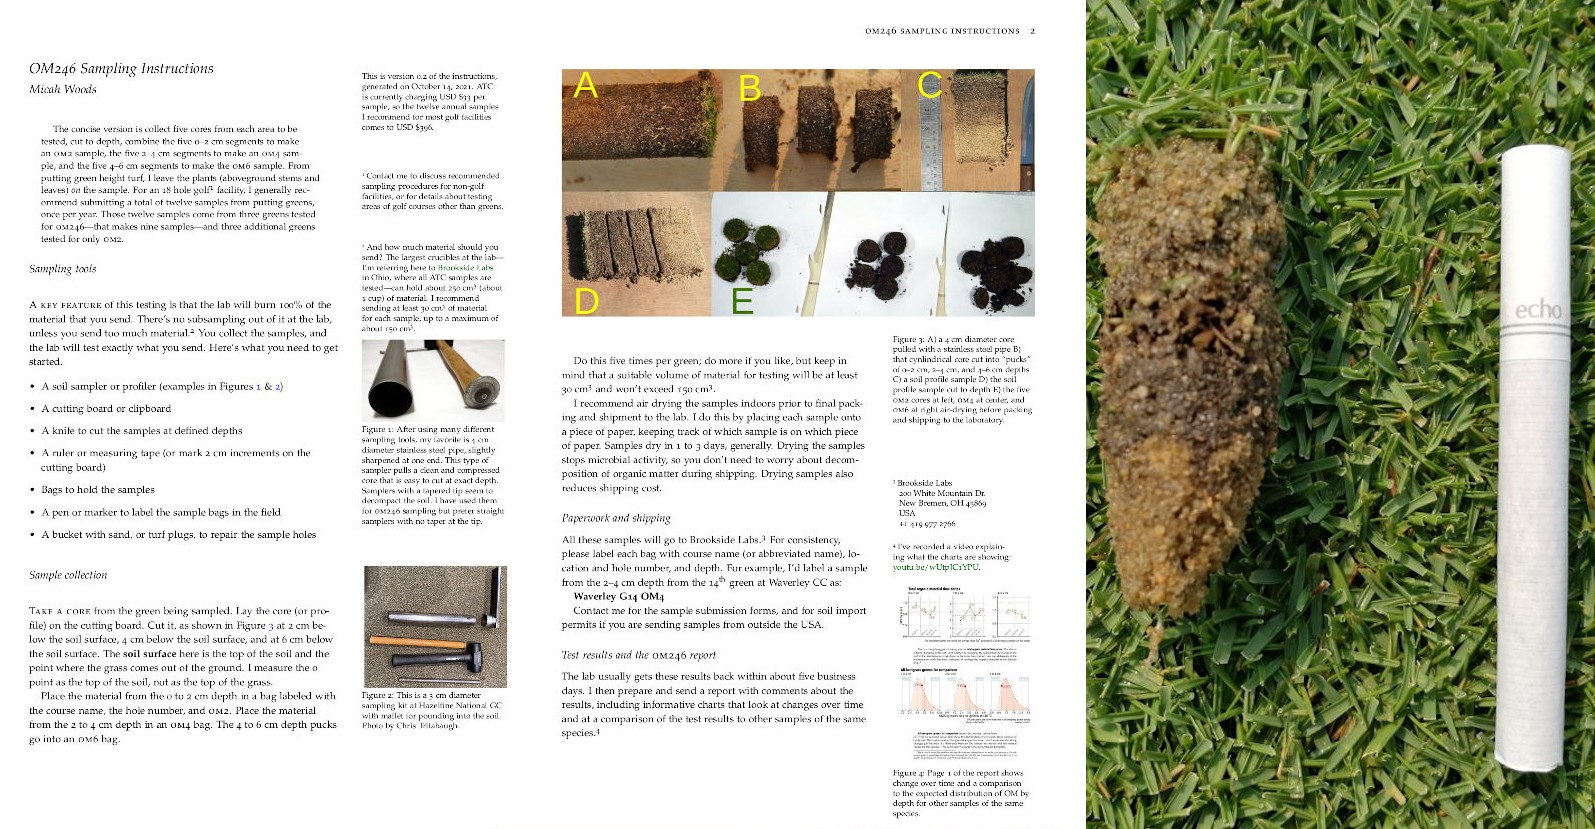 OM246 Sampling Instructions
Micah Woods
The concise version is collect five cores from each area to be
tested, cut to depth, combine the five 0–2 cm segments to make
an OM2 sample, the five 2–4 cm segments to make an OM4 sam-
ple, and the five 4–6 cm segments to make the OM6 sample. From
putting green height turf, I leave the plants (aboveground stems and
leaves) on the sample. For an 18 hole golf¹ facility, I generally rec-
ommend submitting a total of twelve samples from putting greens,
once per year. Those twelve samples come from three greens tested
for OM246—that makes nine samples—and three additional greens
tested for only OM2.
Sampling tools
A KEY FEATURE of this testing is that the lab will burn 100% of the
material that you send. There's no subsampling out of it at the lab,
unless you send too much material.² You collect the samples, and
the lab will test exactly what you send. Here's what you need to get
started.
• A soil sampler or profiler (examples in Figures 1 & 2)
• A cutting board or clipboard
• A knife to cut the samples at defined depths
• A ruler or measuring tape (or mark 2 cm increments on the
cutting board)
• Bags to hold the samples
• A pen or marker to label the sample bags in the field
• A bucket with sand, or turf plugs, to repair the sample holes
Sample collection
TAKE A CORE from the green being sampled. Lay the core (or pro-
file) on the cutting board. Cut it, as shown in Figure 3 at 2 cm be-
low the soil surface, 4 cm below the soil surface, and at 6 cm below
the soil surface. The soil surface here is the top of the soil and the
point where the grass comes out of the ground. I measure the 0
point as the top of the soil, not as the top of the grass.
Place the material from the 0 to 2 cm depth in a bag labeled with
the course name, the hole number, and OM2. Place the material
from the 2 to 4 cm depth in an OM4 bag. The 4 to 6 cm depth pucks
go into an OM6 bag.
This is version 0.2 of the instructions,
generated on October 14, 2021. ATC
is currently charging USD $33 per
sample, so the twelve annual samples
I recommend for most golf facilities
comes to USD $396.
¹ Contact me to discuss recommended
sampling procedures for non-golf
facilities, or for details about testing
areas of golf courses other than greens.
² And how much material should you
send? The largest crucibles at the lab—
I'm referring here to Brookside Labs
in Ohio, where all ATC samples are
tested—can hold about 250 cm³ (about
1 cup) of material. I recommend
sending at least 30 cm³ of material
for each sample, up to a maximum of
about 150 cm³.
Figure 1: After using many different
sampling tools, my favorite is 4 cm
diameter stainless steel pipe, slightly
sharpened at one end. This type of
sampler pulls a clean and compressed
core that is easy to cut at exact depth.
Samplers with a tapered tip seem to
decompact the soil. I have used them
for OM246 sampling but prefer straight
samplers with no taper at the tip.
Figure 2: This is a 3 cm diameter
sampling kit at Hazeltine National GC
with mallet for pounding into the soil.
Photo by Chris Tritabaugh.
OM246 SAMPLING INSTRUCTIONS 2
A
B
C
D
E
Do this five times per green; do more if you like, but keep in
mind that a suitable volume of material for testing will be at least
30 cm³ and won't exceed 150 cm³.
I recommend air drying the samples indoors prior to final pack-
ing and shipment to the lab. I do this by placing each sample onto
a piece of paper, keeping track of which sample is on which piece
of paper. Samples dry in 1 to 3 days, generally. Drying the samples
stops microbial activity, so you don't need to worry about decom-
position of organic matter during shipping. Drying samples also
reduces shipping cost.
Paperwork and shipping
All these samples will go to Brookside Labs.³ For consistency,
please label each bag with course name (or abbreviated name), lo-
cation and hole number, and depth. For example, I'd label a sample
from the 2–4 cm depth from the 14th green at Waverley CC as:
Waverley G14 OM4
Contact me for the sample submission forms, and for soil import
permits if you are sending samples from outside the USA.
Test results and the OM246 report
The lab usually gets these results back within about five business
days. I then prepare and send a report with comments about the
results, including informative charts that look at changes over time
and at a comparison of the test results to other samples of the same
species.⁴
Figure 3: A) a 4 cm diameter core
pulled with a stainless steel pipe B)
that cynlindrical core cut into "pucks"
of 0–2 cm, 2–4 cm, and 4–6 cm depths
C) a soil profile sample D) the soil
profile sample cut to depth E) the five
OM2 cores at left, OM4 at center, and
OM6 at right air-drying before packing
and shipping to the laboratory.
³ Brookside Labs
200 White Mountain Dr.
New Bremen, OH 45869
USA
+1 419 977 2766
⁴ I've recorded a video explain-
ing what the charts are showing:
youtu.be/wUtpJC1YPU.
Total organic material time series
All bentgrass greens for comparison
Figure 4: Page 1 of the report shows
change over time and a comparison
to the expected distribution of OM by
depth for other samples of the same
species.
echo